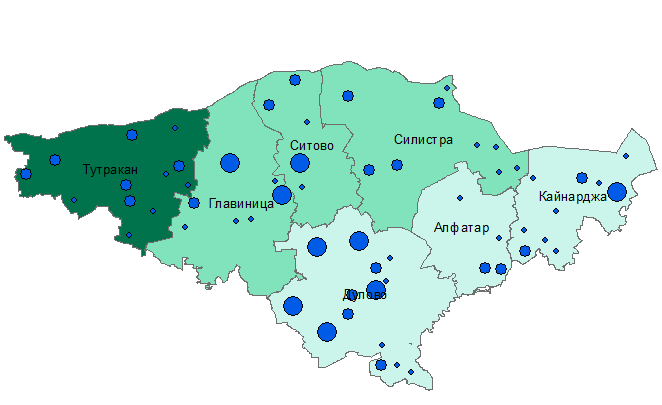 Ситово
Силистра
Тутракан
Главиница
Кайнарджа
Алфатар
Дулово